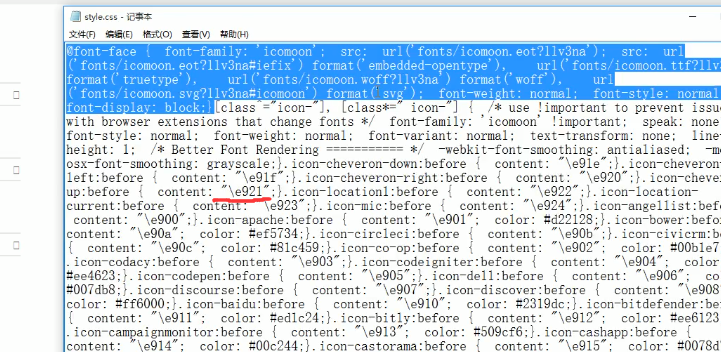 style.css - 记事本
文件(F) 编辑(E) 格式(O) 查看(V) 帮助(H)
@font-face { font-family: 'icomoon'; src: url('fonts/icomoon.eot?llv3na'); src: url
('fonts/icomoon.eot?llv3na#iefix') format('embedded-opentype'), url('fonts/icomoon.ttf?ll
format('truetype'), url('fonts/icomoon.woff?llv3na') format('woff'), url
('fonts/icomoon.svg?llv3na#icomoon') format('svg'); font-weight: normal; font-style: normal
font-display: block;}[class^="icon-"], [class*=" icon-"] { /* use !important to prevent issue
with browser extensions that change fonts */ font-family: 'icomoon' !important; speak: none
font-style: normal; font-weight: normal; font-variant: normal; text-transform: none; line-
height: 1; /* Better Font Rendering =========== */ -webkit-font-smoothing: antialiased; -mo
osx-font-smoothing: grayscale;}.icon-cheveron-down:before { content: "\e91e";}.icon-cheveron-
left:before { content: "\e91f";}.icon-cheveron-right:before { content: "\e920";}.icon-cheveron-
up:before { content: "\e921";}.icon-location1:before { content: "\e922";}.icon-location-
current:before { content: "\e923";}.icon-mic:before { content: "\e924";}.icon-angellist:before
content: "\e900";}.icon-apache:before { content: "\e901"; color: #d22128;}.icon-bower:befo
{ content: "\e90a"; color: #ef5734;}.icon-circleci:before { content: "\e90b";}.icon-civicrm:be
{ content: "\e90c"; color: #81c459;}.icon-co-op:before { content: "\e902"; color: #00b1e7
.icon-codacy:before { content: "\e903";}.icon-codeigniter:before { content: "\e904"; color:
#ee4623;}.icon-codepen:before { content: "\e905";}.icon-dell:before { content: "\e906"; co
#007db8;}.icon-discourse:before { content: "\e907";}.icon-discover:before { content: "\e908
color: #ff6000;}.icon-baidu:before { content: "\e910"; color: #2319dc;}.icon-bitdefender:be
{ content: "\e911"; color: #ed1c24;}.icon-bitly:before { content: "\e912"; color: #ee6123
.icon-campaignmonitor:before { content: "\e913"; color: #509cf6;}.icon-cashapp:before {
content: "\e914"; color: #00c244;}.icon-castorama:before { content: "\e915"; color: #0078d